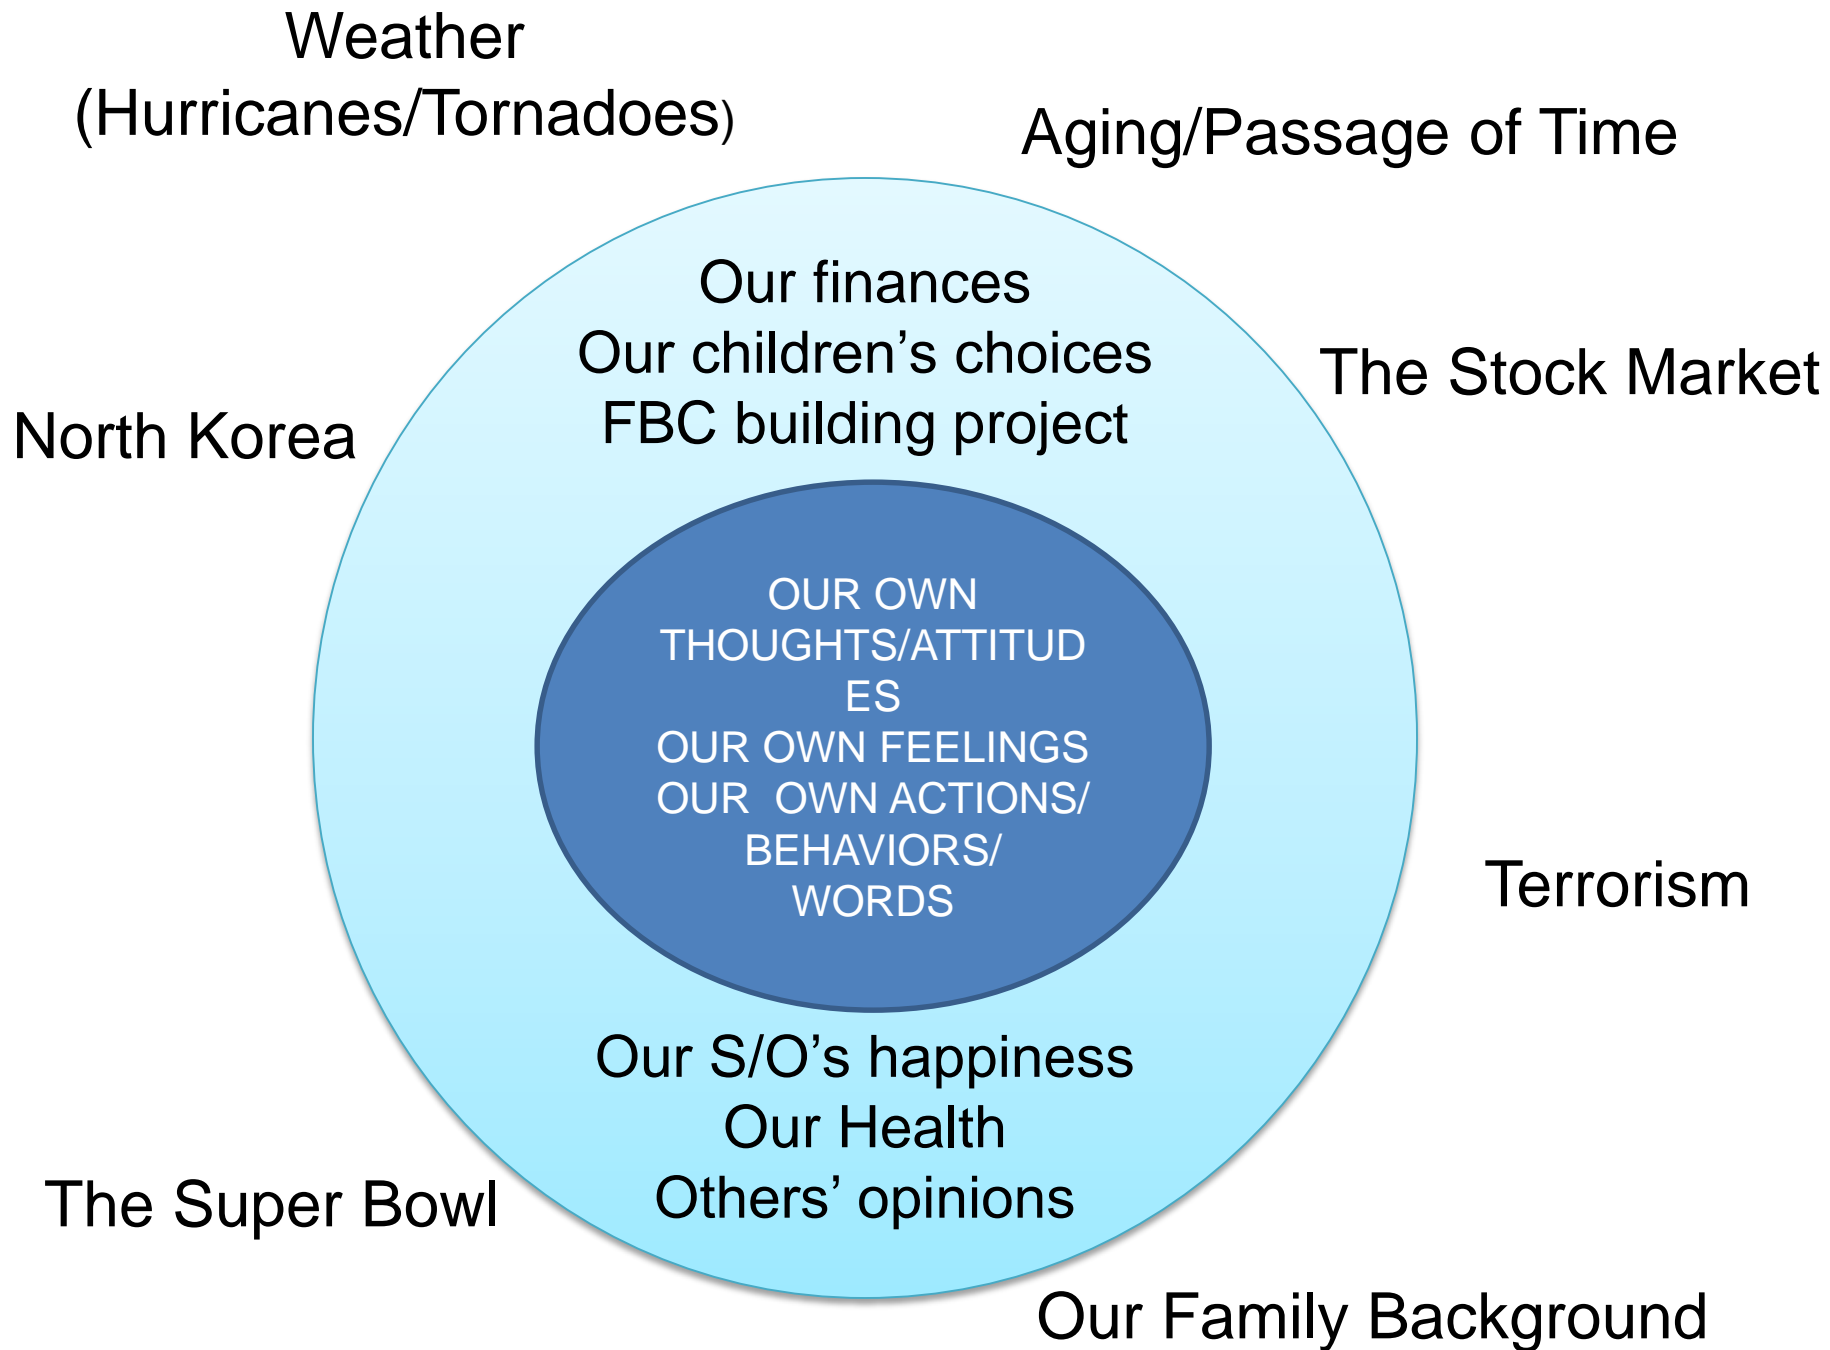 Weather
(Hurricanes/Tornadoes)
Aging/Passage of Time
Our finances
Our children’s choices
FBC building project
The Stock Market
North Korea
OUR OWN
THOUGHTS/ATTITUD
ES
OUR OWN FEELINGS
OUR  OWN ACTIONS/
BEHAVIORS/
WORDS
Terrorism
Our S/O’s happiness
Our Health
Others’ opinions
The Super Bowl
Our Family Background